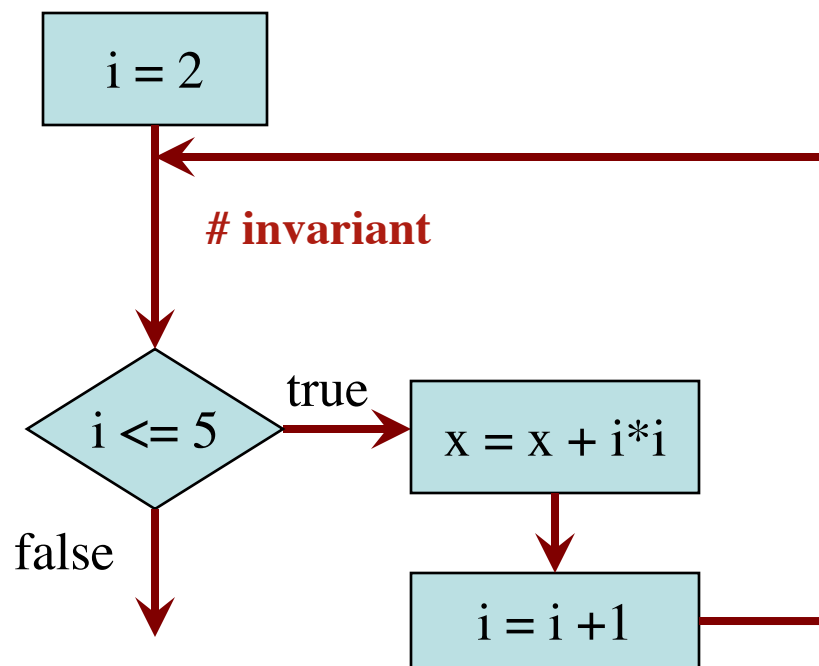 i = 2
# invariant
i <= 5
true
x = x + i*i
false
i = i +1